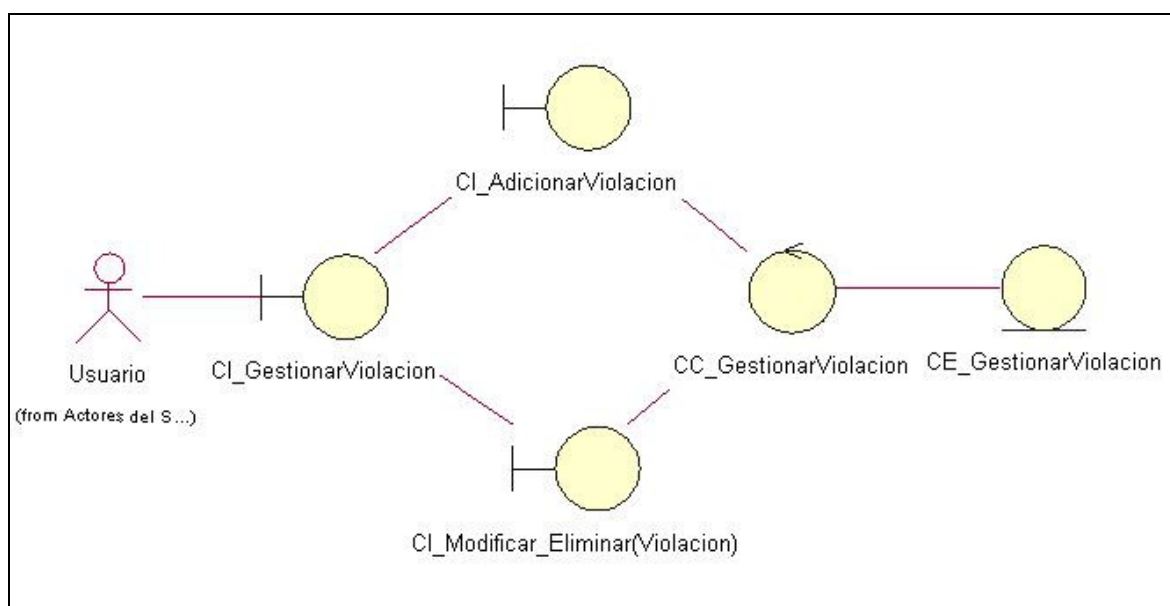 CI_AdicionarViolacion
Usuario
(from Actores del S...)
CI_GestionarViolacion
CC_GestionarViolacion
CE_GestionarViolacion
CI_Modificar_Eliminar(Violacion)